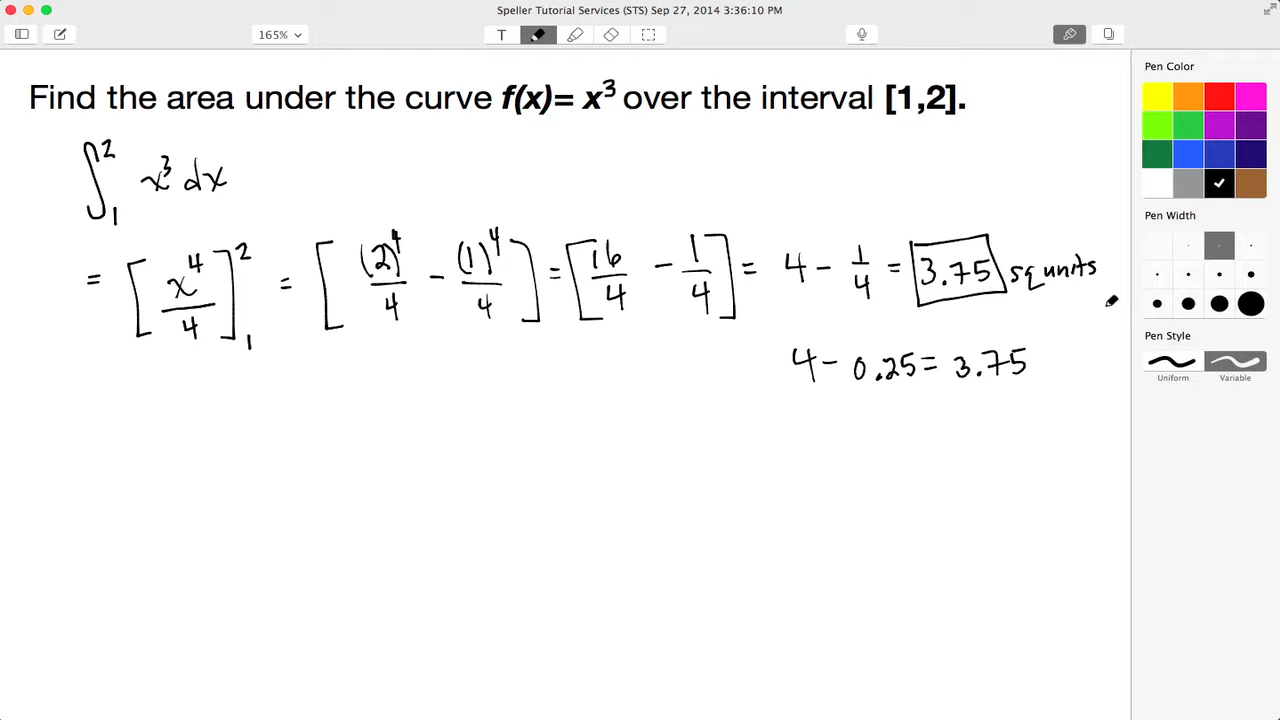 Speller Tutorial Services (STS) Sep 27, 2014 3:36:10 PM
165%
T
Find the area under the curve f(x)= x³ over the interval [1,2].
∫₁² x³ dx
= [x⁴/4]₁² = [(2)⁴/4 - (1)⁴/4] = [16/4 - 1/4] = 4 - 1/4 = 3.75 sq units
4 - 0.25 = 3.75
Pen Color
Pen Width
Pen Style
Uniform Variable